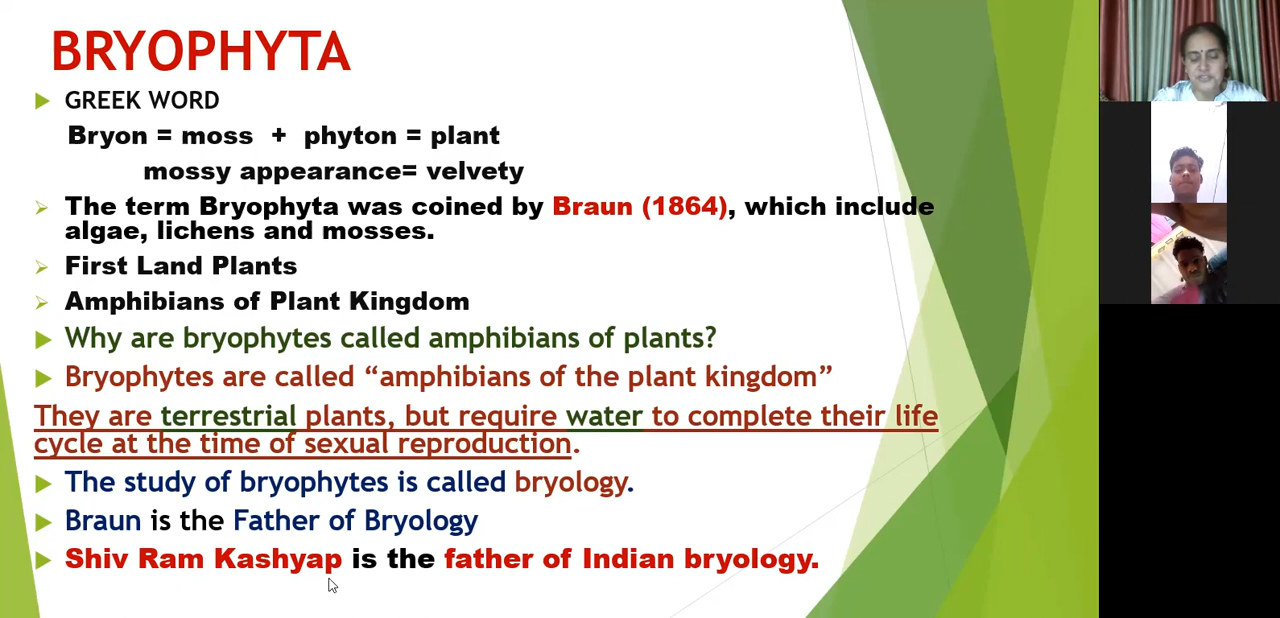 BRYOPHYTA
GREEK WORD
Bryon = moss + phyton = plant
mossy appearance= velvety
The term Bryophyta was coined by Braun (1864), which include
algae, lichens and mosses.
First Land Plants
Amphibians of Plant Kingdom
Why are bryophytes called amphibians of plants?
Bryophytes are called “amphibians of the plant kingdom”
They are terrestrial plants, but require water to complete their life
cycle at the time of sexual reproduction.
The study of bryophytes is called bryology.
Braun is the Father of Bryology
Shiv Ram Kashyap is the father of Indian bryology.